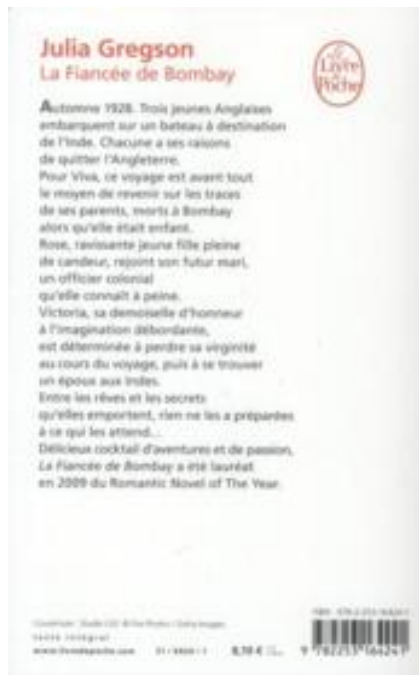 Julia Gregson
La Fiancée de Bombay
Le Livre de Poche
Automne 1928. Trois jeunes Anglaises
embarquent sur un bateau à destination
de l'Inde. Chacune a ses raisons
de quitter l'Angleterre.
Pour Viva, ce voyage est avant tout
le moyen de revenir sur les traces
de ses parents, morts à Bombay
alors qu'elle était enfant.
Rose, ravissante jeune fille pleine
de candeur, rejoint son futur mari,
un officier colonial
qu'elle connaît à peine.
Victoria, sa demoiselle d'honneur
à l'imagination débordante,
est déterminée à perdre sa virginité
au cours du voyage, puis à se trouver
un époux aux Indes.
Entre les rêves et les secrets
qu'elles emportent, rien ne les a préparées
à ce qui les attend...
Délicieux cocktail d'aventures et de passion,
La Fiancée de Bombay a été lauréat
en 2009 du Romantic Novel of The Year.
texte intégral
www.livredepoche.com
8,10 €
9 782253 164241